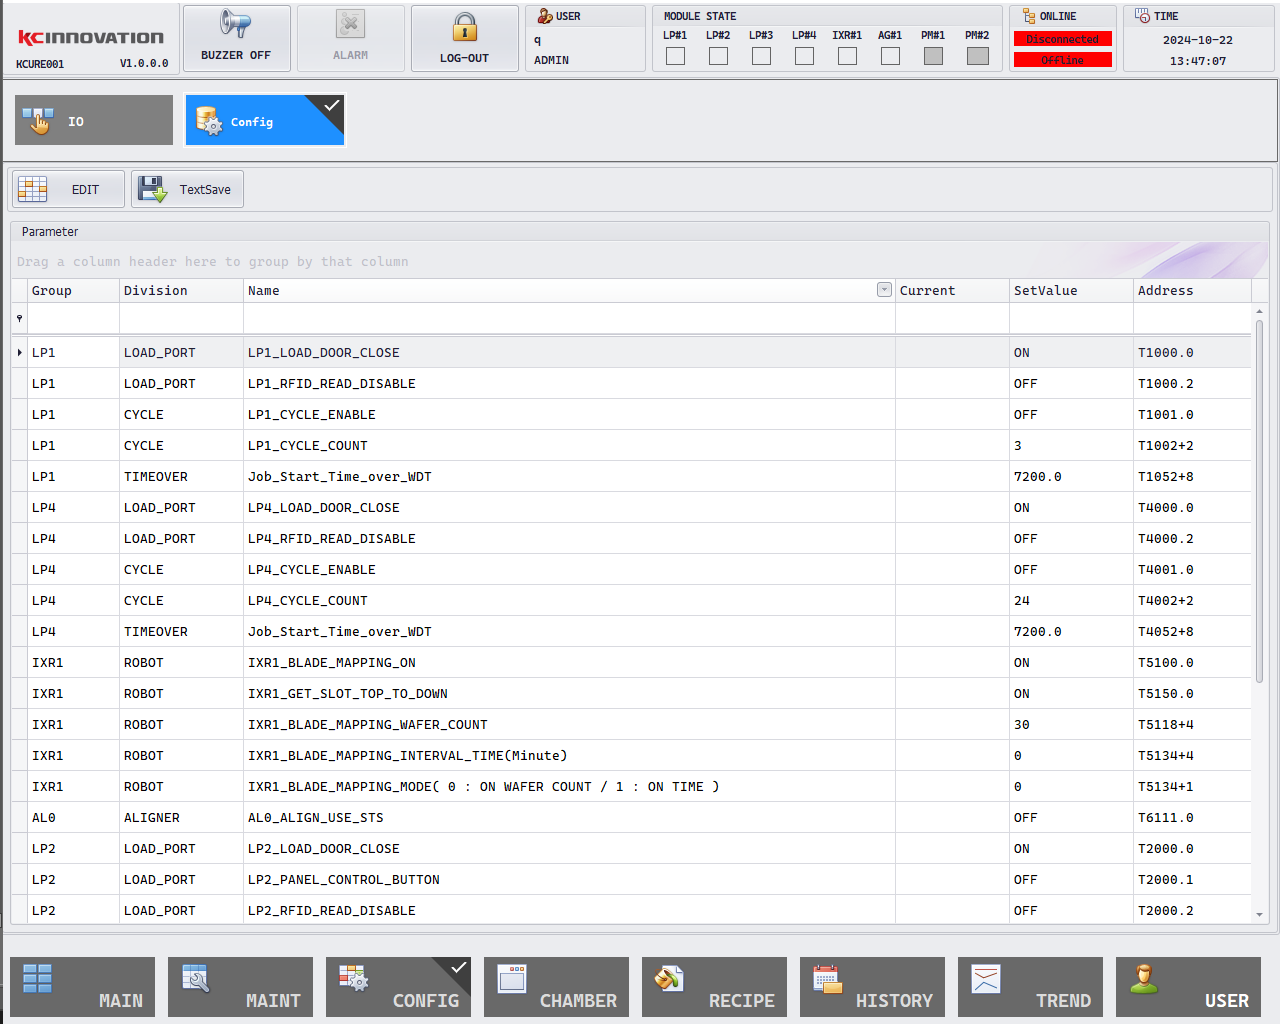 KCINNOVATION
KCURE001 V1.0.0.0
BUZZER OFF
ALARM
LOG-OUT
USER
q
ADMIN
MODULE STATE
LP#1 LP#2 LP#3 LP#4 IXR#1 AG#1 PM#1 PM#2
ONLINE
Disconnected
Offline
TIME
2024-10-22
13:47:07
IO
Config
EDIT
TextSave
Parameter
Drag a column header here to group by that column
Group Division Name Current SetValue Address
LP1 LOAD_PORT LP1_LOAD_DOOR_CLOSE ON T1000.0
LP1 LOAD_PORT LP1_RFID_READ_DISABLE OFF T1000.2
LP1 CYCLE LP1_CYCLE_ENABLE OFF T1001.0
LP1 CYCLE LP1_CYCLE_COUNT 3 T1002+2
LP1 TIMEOVER Job_Start_Time_over_WDT 7200.0 T1052+8
LP4 LOAD_PORT LP4_LOAD_DOOR_CLOSE ON T4000.0
LP4 LOAD_PORT LP4_RFID_READ_DISABLE OFF T4000.2
LP4 CYCLE LP4_CYCLE_ENABLE OFF T4001.0
LP4 CYCLE LP4_CYCLE_COUNT 24 T4002+2
LP4 TIMEOVER Job_Start_Time_over_WDT 7200.0 T4052+8
IXR1 ROBOT IXR1_BLADE_MAPPING_ON ON T5100.0
IXR1 ROBOT IXR1_GET_SLOT_TOP_TO_DOWN ON T5150.0
IXR1 ROBOT IXR1_BLADE_MAPPING_WAFER_COUNT 30 T5118+4
IXR1 ROBOT IXR1_BLADE_MAPPING_INTERVAL_TIME(Minute) 0 T5134+4
IXR1 ROBOT IXR1_BLADE_MAPPING_MODE( 0 : ON WAFER COUNT / 1 : ON TIME ) 0 T5134+1
AL0 ALIGNER AL0_ALIGN_USE_STS OFF T6111.0
LP2 LOAD_PORT LP2_LOAD_DOOR_CLOSE ON T2000.0
LP2 LOAD_PORT LP2_PANEL_CONTROL_BUTTON OFF T2000.1
LP2 LOAD_PORT LP2_RFID_READ_DISABLE OFF T2000.2
MAIN MAINT CONFIG CHAMBER RECIPE HISTORY TREND USER